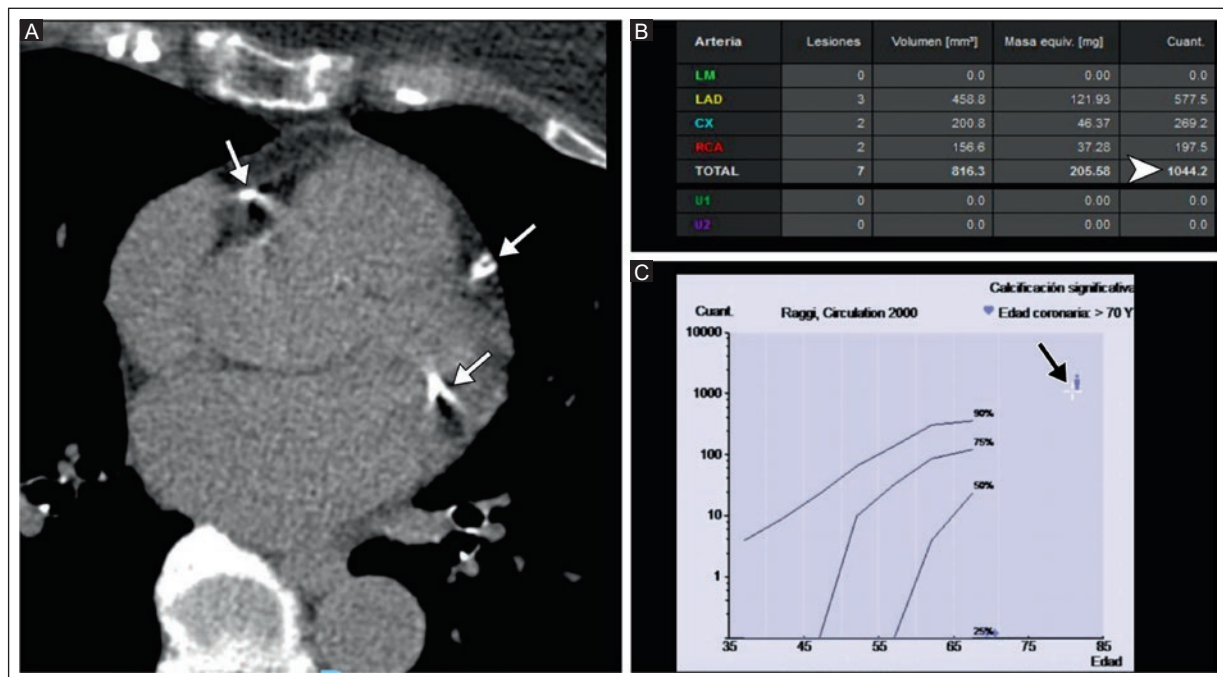 A
B
Arteria Lesiones Volumen [mm³] Masa equiv. [mg] Cuant.
LM 0 0.0 0.00 0.0
LAD 3 458.8 121.93 577.5
CX 2 200.8 46.37 269.2
RCA 2 156.6 37.28 197.5
TOTAL 7 816.3 205.58 1044.2
U1 0 0.0 0.00 0.0
U2 0 0.0 0.00 0.0
C
Calcificación significativa
Cuant. Raggi, Circulation 2000 Edad coronaria: > 70 Y
10000
1000
90%
100
75%
50%
10
1
25%
35 45 55 65 75 85
Edad